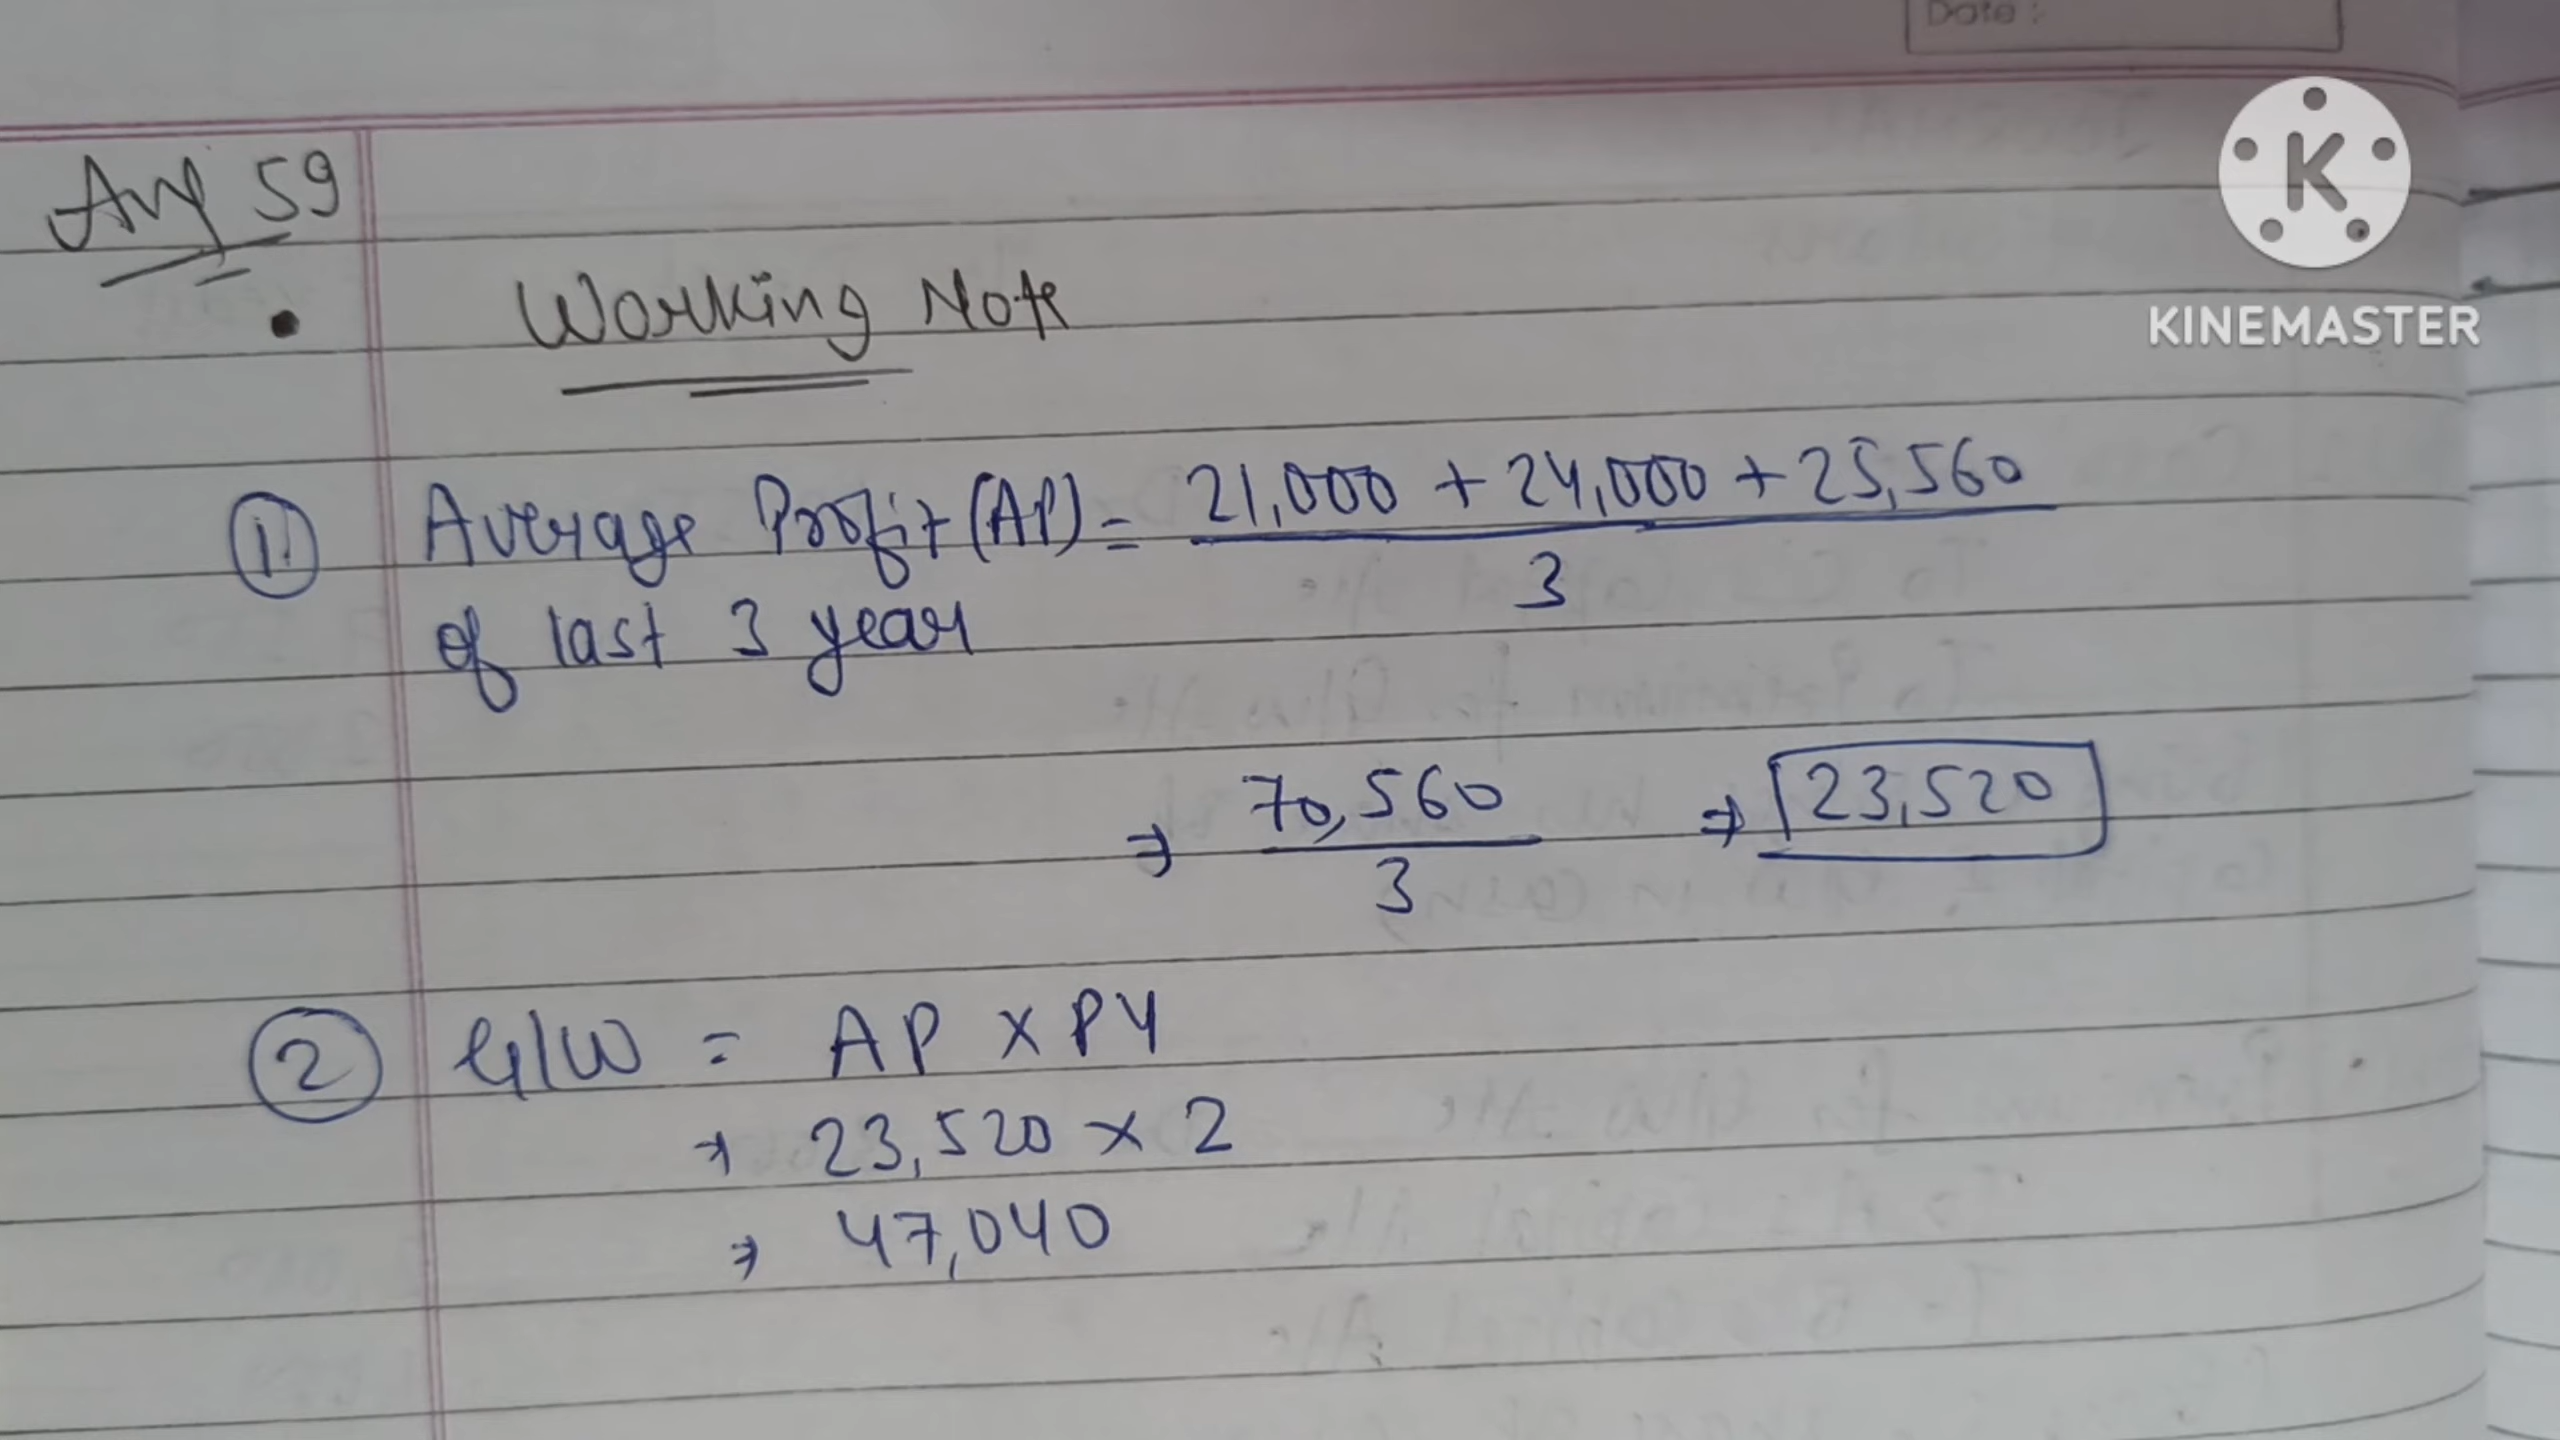 Date :
Ans 59
KINEMASTER
Working Note
① Average Profit (AP) = 21,000 + 24,000 + 25,560
3
of last 3 year
⇒ 70,560 ⇒ 23,520
3
② G/W = AP X PY
⇒ 23,520 × 2
⇒ 47,040